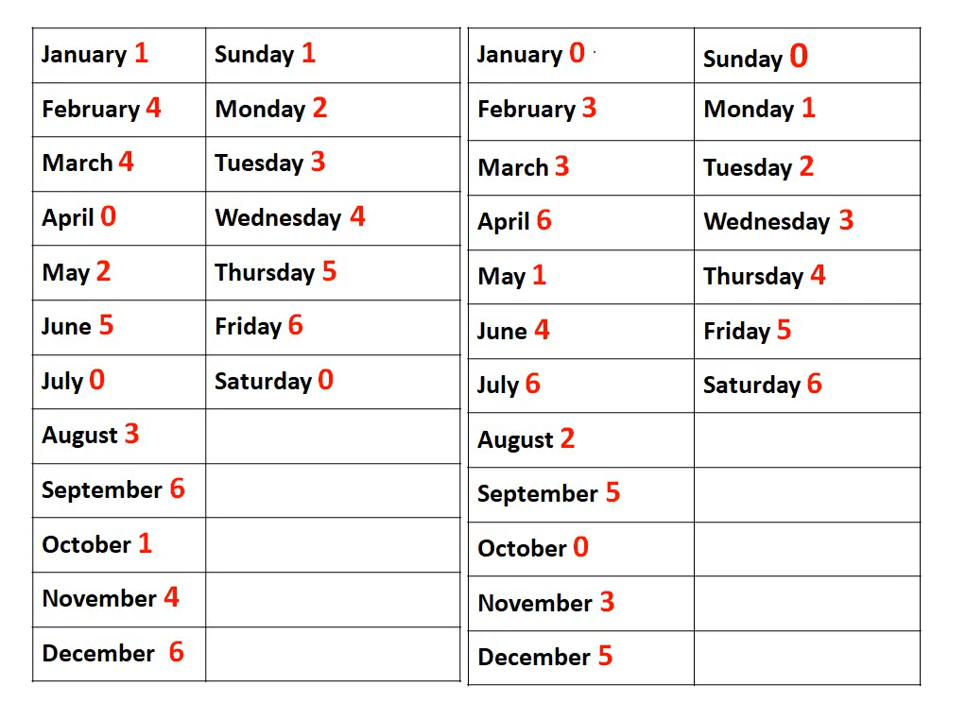 January 1 Sunday 1
February 4 Monday 2
March 4 Tuesday 3
April 0 Wednesday 4
May 2 Thursday 5
June 5 Friday 6
July 0 Saturday 0
August 3
September 6
October 1
November 4
December 6
January 0 Sunday 0
February 3 Monday 1
March 3 Tuesday 2
April 6 Wednesday 3
May 1 Thursday 4
June 4 Friday 5
July 6 Saturday 6
August 2
September 5
October 0
November 3
December 5